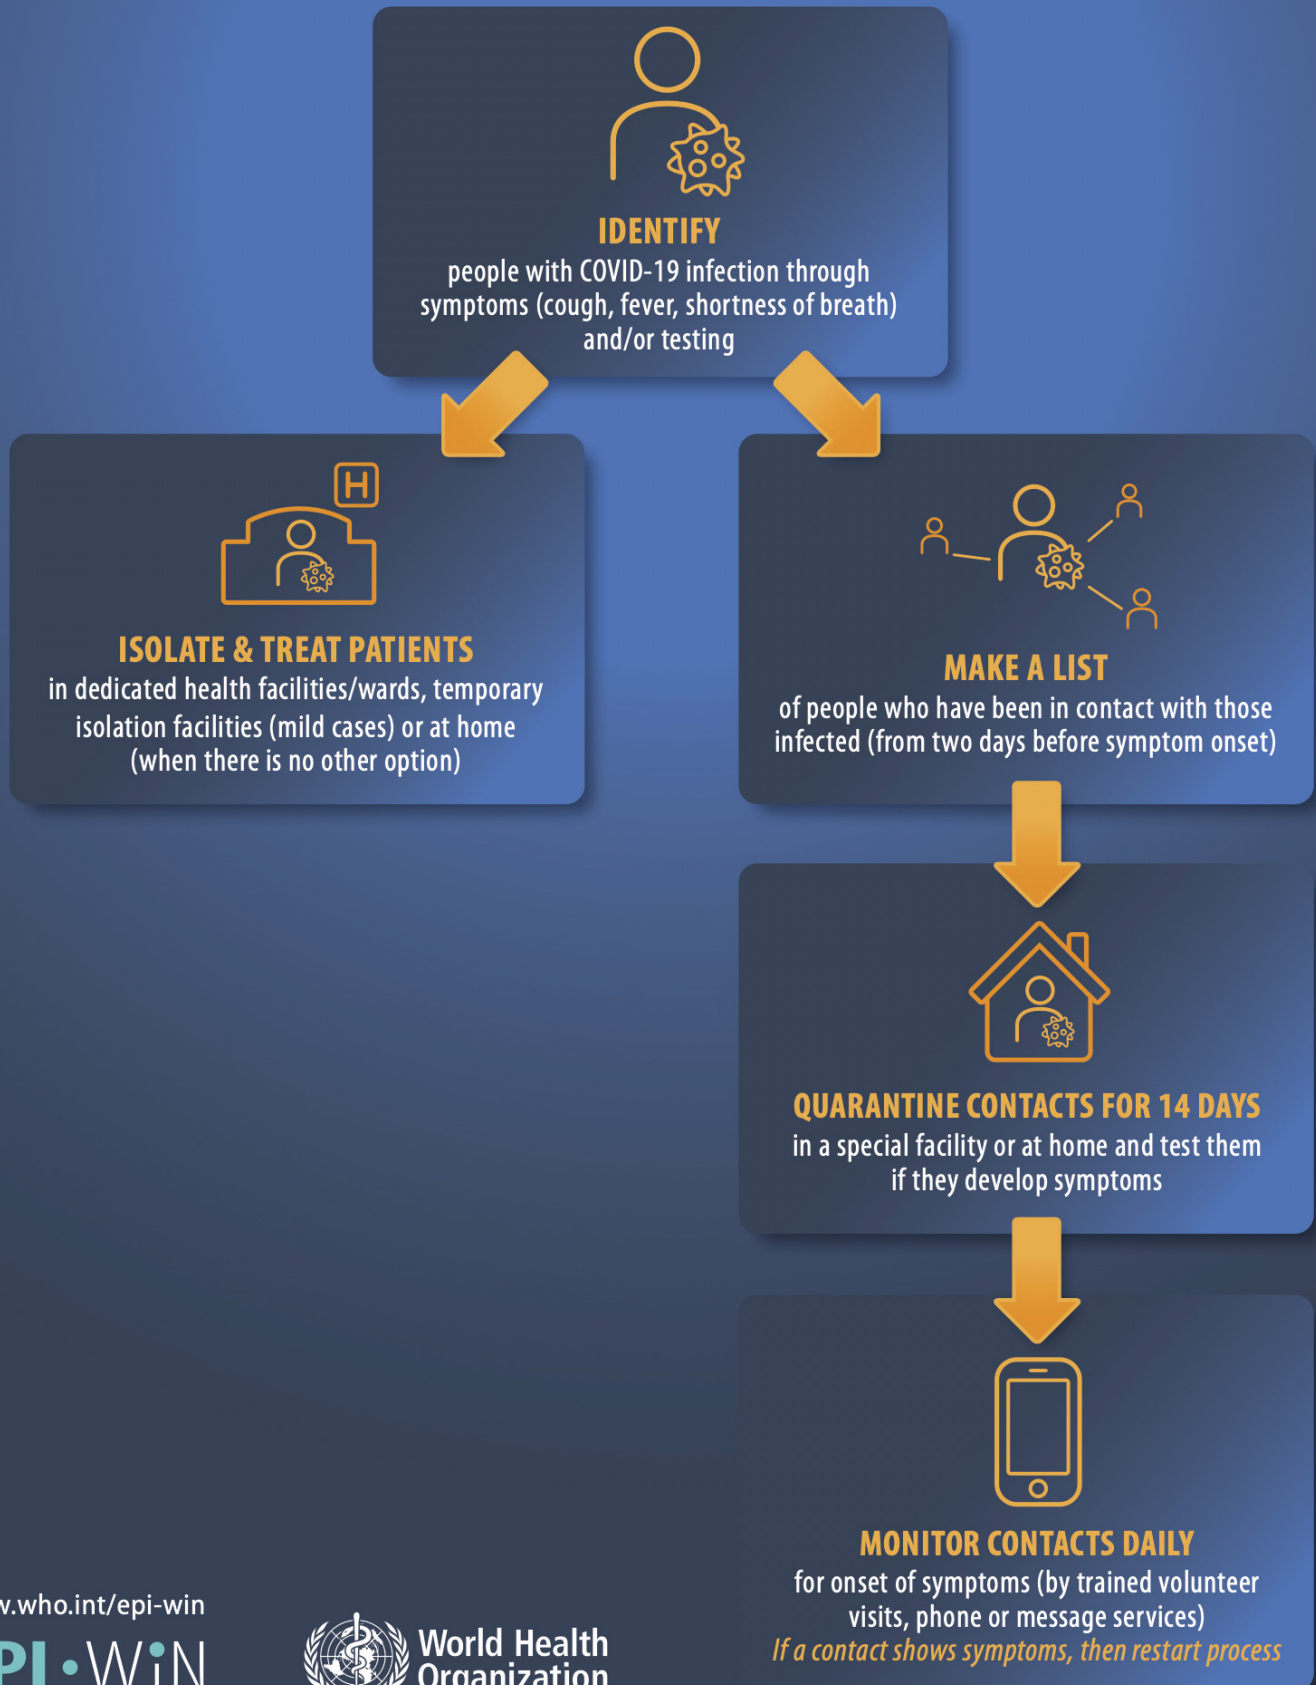 IDENTIFY
people with COVID-19 infection through
symptoms (cough, fever, shortness of breath)
and/or testing
H
ISOLATE & TREAT PATIENTS
in dedicated health facilities/wards, temporary
isolation facilities (mild cases) or at home
(when there is no other option)
MAKE A LIST
of people who have been in contact with those
infected (from two days before symptom onset)
QUARANTINE CONTACTS FOR 14 DAYS
in a special facility or at home and test them
if they develop symptoms
MONITOR CONTACTS DAILY
for onset of symptoms (by trained volunteer
visits, phone or message services)
If a contact shows symptoms, then restart process
w.who.int/epi-win
PI•WiN
World Health
Organization